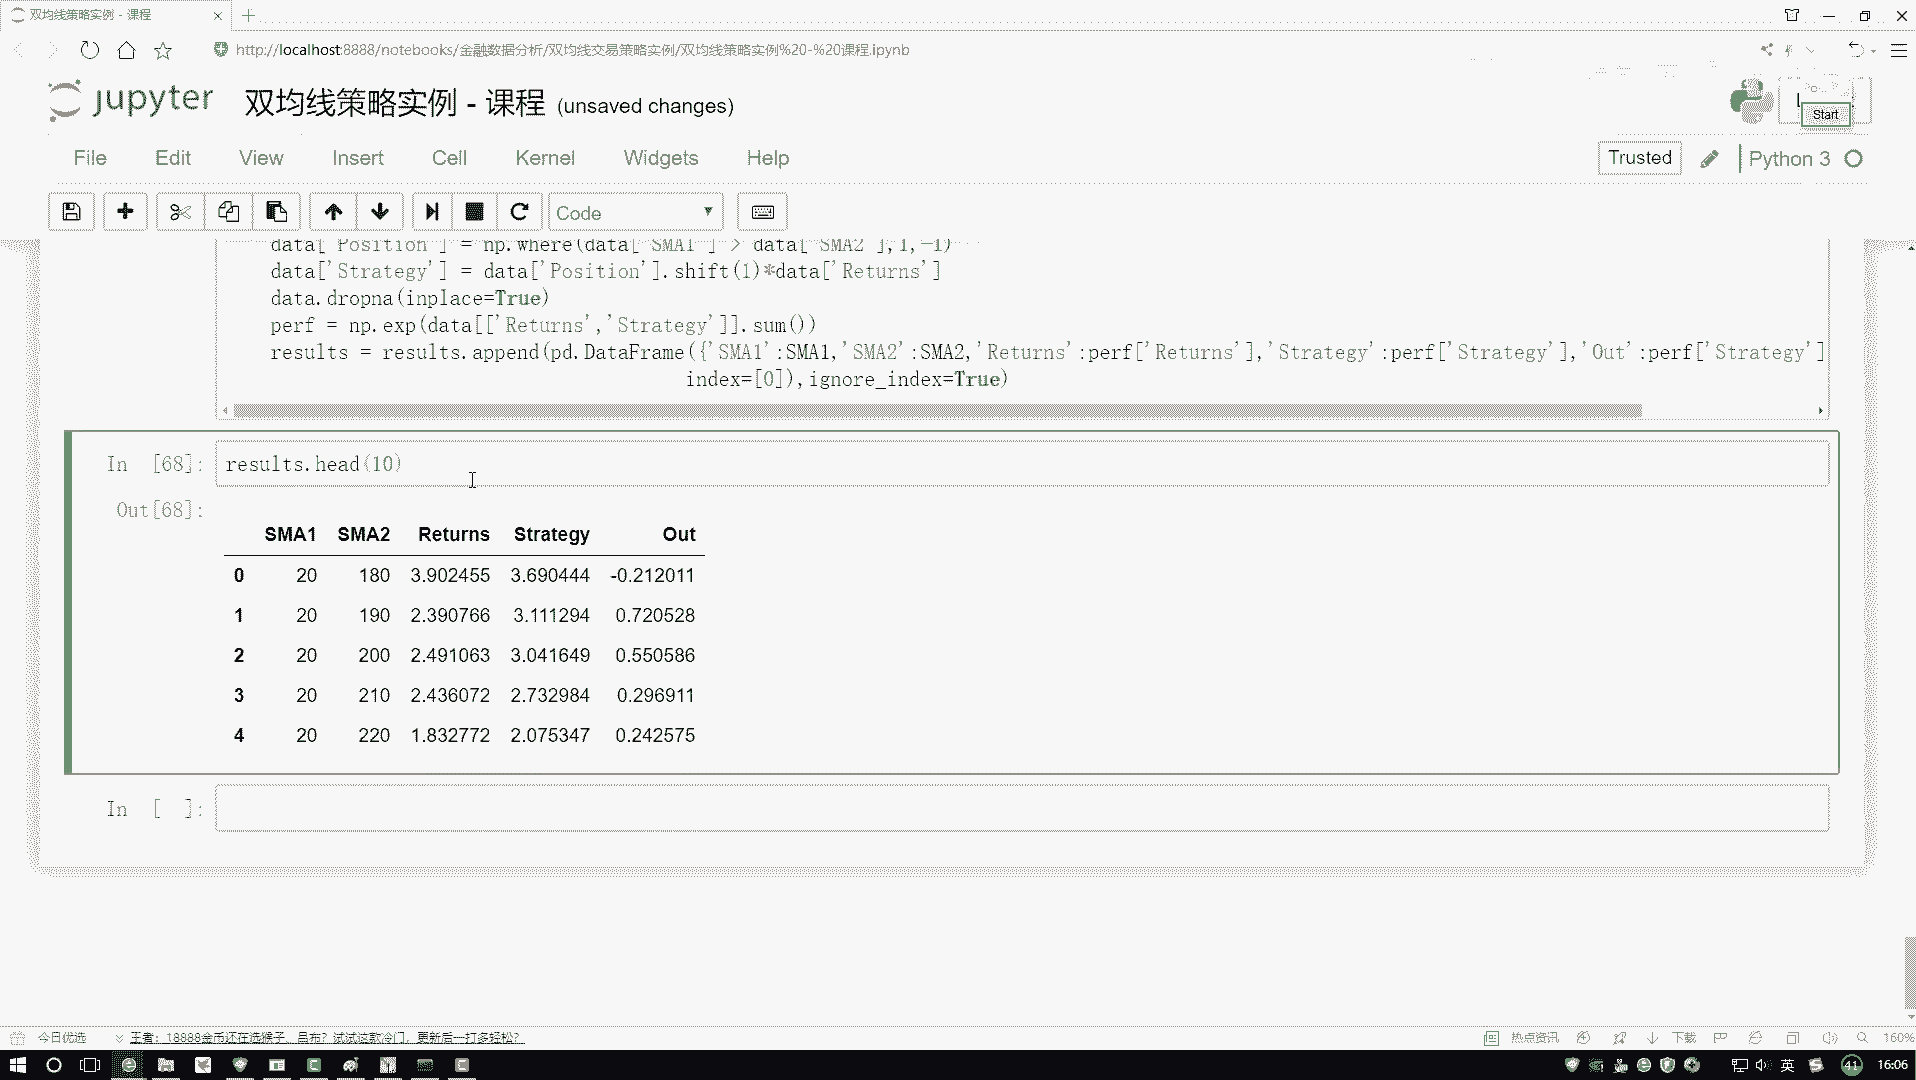 双均线策略实例 - 课程
http://localhost:8888/notebooks/金融数据分析/双均线交易策略实例/双均线策略实例%20-%20课程.ipynb
jupyter 双均线策略实例 - 课程 (unsaved changes)
Start
File Edit View Insert Cell Kernel Widgets Help
Trusted Python 3
Code
data['Position'] = np.where(data['SMA1'] > data['SMA2'],1,-1)
data['Strategy'] = data['Position'].shift(1)*data['Returns']
data.dropna(inplace=True)
perf = np.exp(data[['Returns','Strategy']].sum())
results = results.append(pd.DataFrame({'SMA1':SMA1,'SMA2':SMA2,'Returns':perf['Returns'],'Strategy':perf['Strategy'],'Out':perf['Strategy']
index=[0]),ignore_index=True)
In [68]: results.head(10)
Out[68]:
SMA1 SMA2 Returns Strategy Out
0 20 180 3.902455 3.690444 -0.212011
1 20 190 2.390766 3.111294 0.720528
2 20 200 2.491063 3.041649 0.550586
3 20 210 2.436072 2.732984 0.296911
4 20 220 1.832772 2.075347 0.242575
In [ ]:
今日优选 王者：18888金币还在选猴子、吕布？试试这款冷门，更新后一打多轻松！ 热点资讯 下载 160%
英 41 16:06